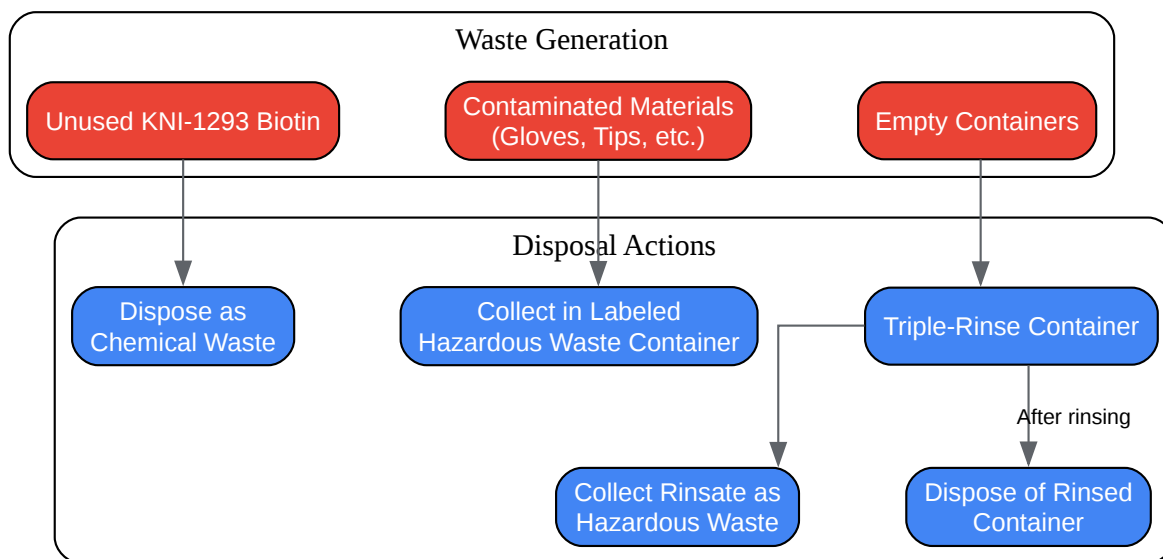 Waste Generation
Unused KNI-1293 Biotin
Contaminated Materials
(Gloves, Tips, etc.)
Empty Containers
Disposal Actions
Dispose as
Chemical Waste
Collect in Labeled
Hazardous Waste Container
Triple-Rinse Container
After rinsing
Collect Rinsate as
Hazardous Waste
Dispose of Rinsed
Container